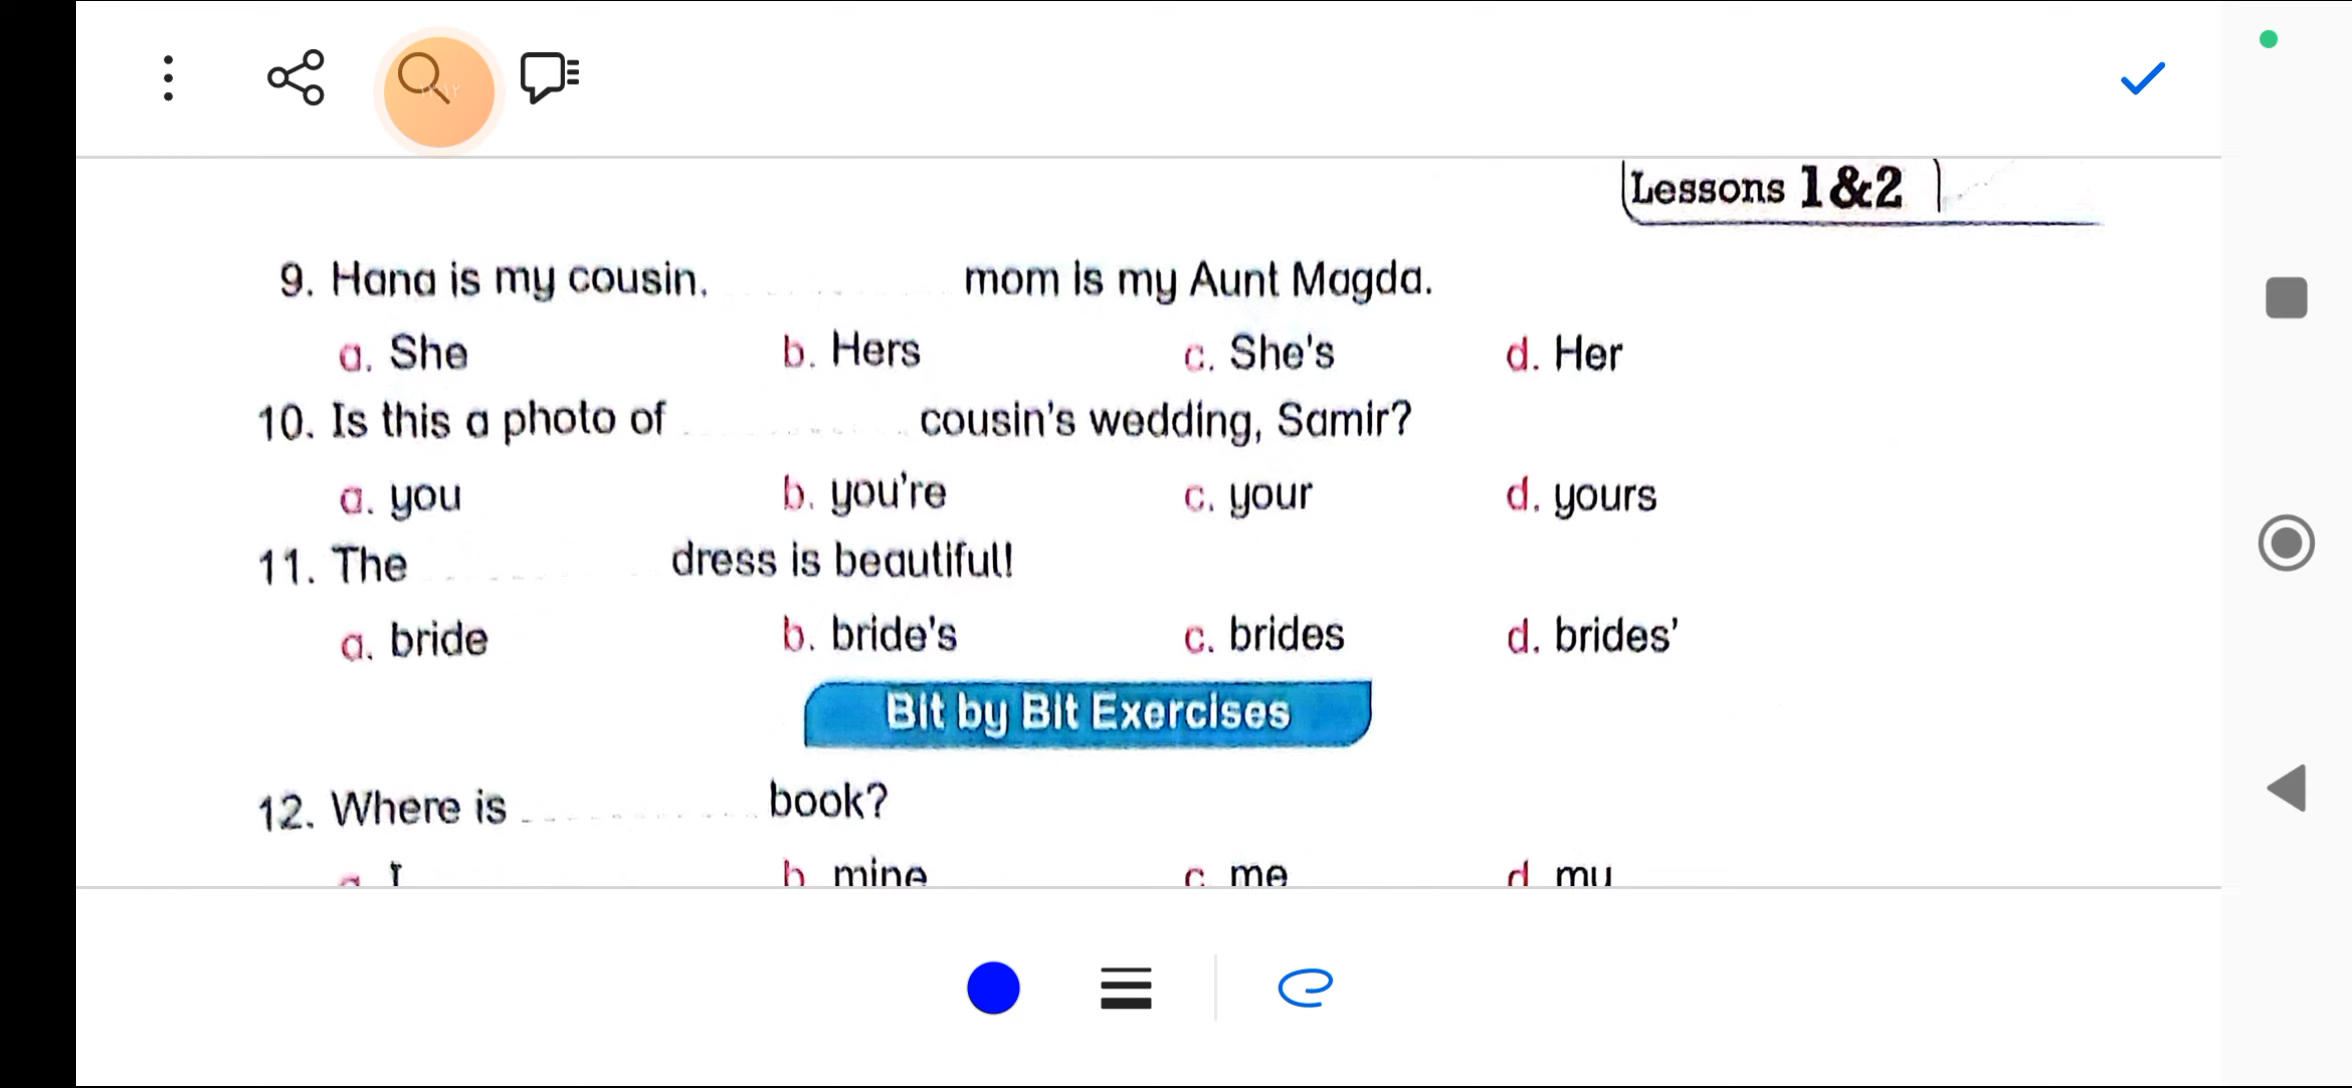 Lessons 1&2
9. Hana is my cousin. mom is my Aunt Magda.
a. She b. Hers c. She's d. Her
10. Is this a photo of cousin's wedding, Samir?
a. you b. you're c. your d. yours
11. The dress is beautiful!
a. bride b. bride's c. brides d. brides'
Bit by Bit Exercises
12. Where is book?
a I b mine c me d my